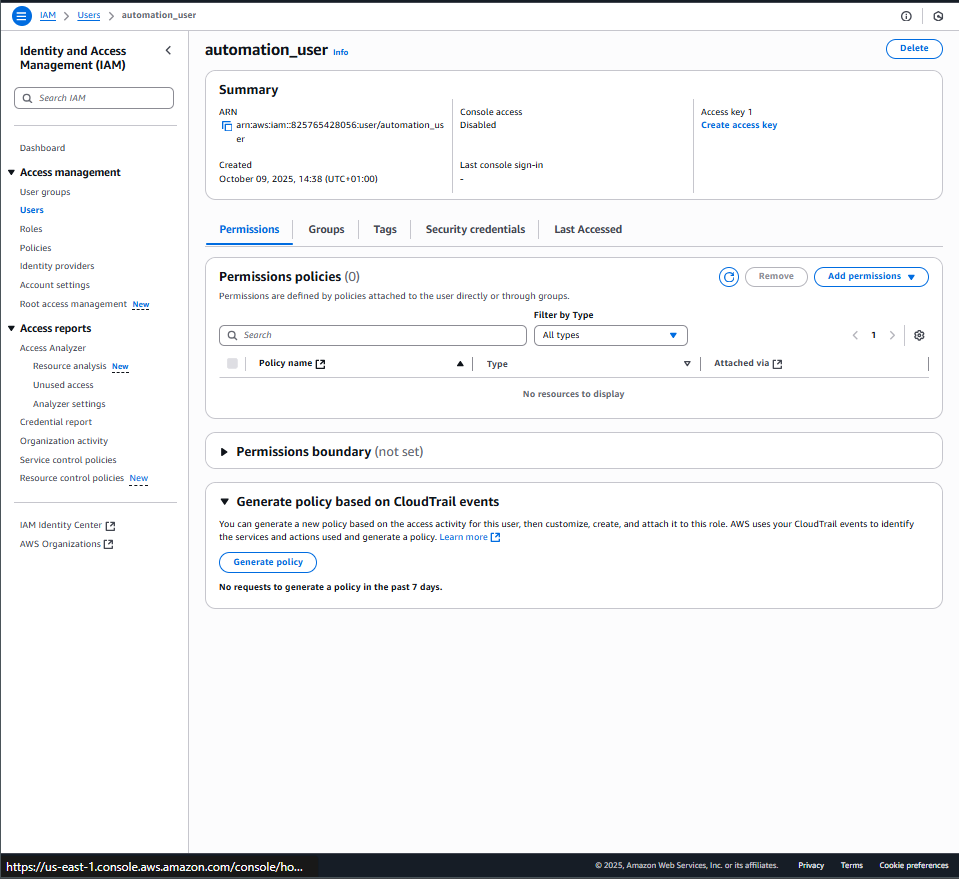 IAM > Users > automation_user
Identity and Access
Management (IAM)
Search IAM
Dashboard
Access management
User groups
Users
Roles
Policies
Identity providers
Account settings
Root access management New
Access reports
Access Analyzer
Resource analysis New
Unused access
Analyzer settings
Credential report
Organization activity
Service control policies
Resource control policies New
IAM Identity Center
AWS Organizations
automation_user Info
Delete
Summary
ARN
arn:aws:iam::825765428056:user/automation_us
er
Created
October 09, 2025, 14:38 (UTC+01:00)
Console access
Disabled
Last console sign-in
-
Access key 1
Create access key
Permissions Groups Tags Security credentials Last Accessed
Permissions policies (0)
Remove Add permissions
Permissions are defined by policies attached to the user directly or through groups.
Filter by Type
Search All types 1
Policy name Type Attached via
No resources to display
Permissions boundary (not set)
Generate policy based on CloudTrail events
You can generate a new policy based on the access activity for this user, then customize, create, and attach it to this role. AWS uses your CloudTrail events to identify
the services and actions used and generate a policy. Learn more
Generate policy
No requests to generate a policy in the past 7 days.
https://us-east-1.console.aws.amazon.com/console/ho...
© 2025, Amazon Web Services, Inc. or its affiliates. Privacy Terms Cookie preferences